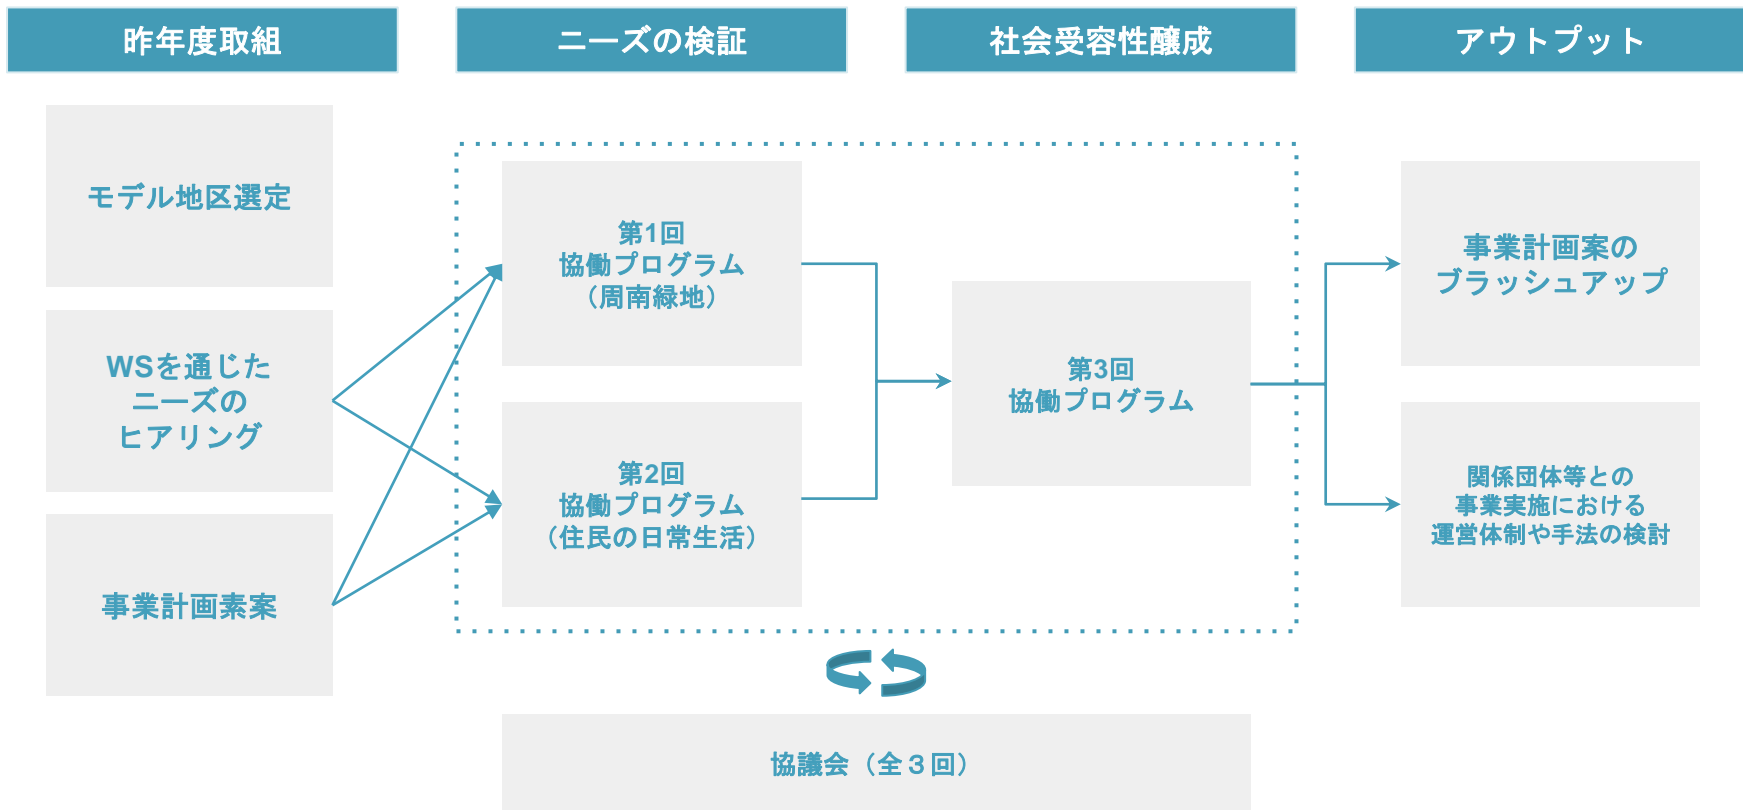 昨年度取組
ニーズの検証
社会受容性醸成
アウトプット
モデル地区選定
WSを通じた
ニーズの
ヒアリング
事業計画素案
第1回
協働プログラム
（周南緑地）
第2回
協働プログラム
（住民の日常生活）
第3回
協働プログラム
事業計画案の
ブラッシュアップ
関係団体等との
事業実施における
運営体制や手法の検討
協議会（全３回）